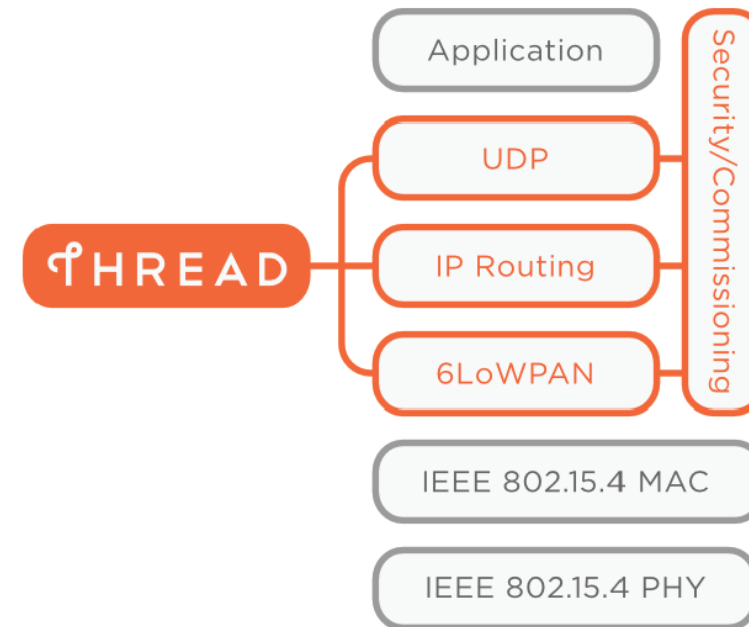 Application
Security/Commissioning
UDP
THREAD
IP Routing
6LoWPAN
IEEE 802.15.4 MAC
IEEE 802.15.4 PHY